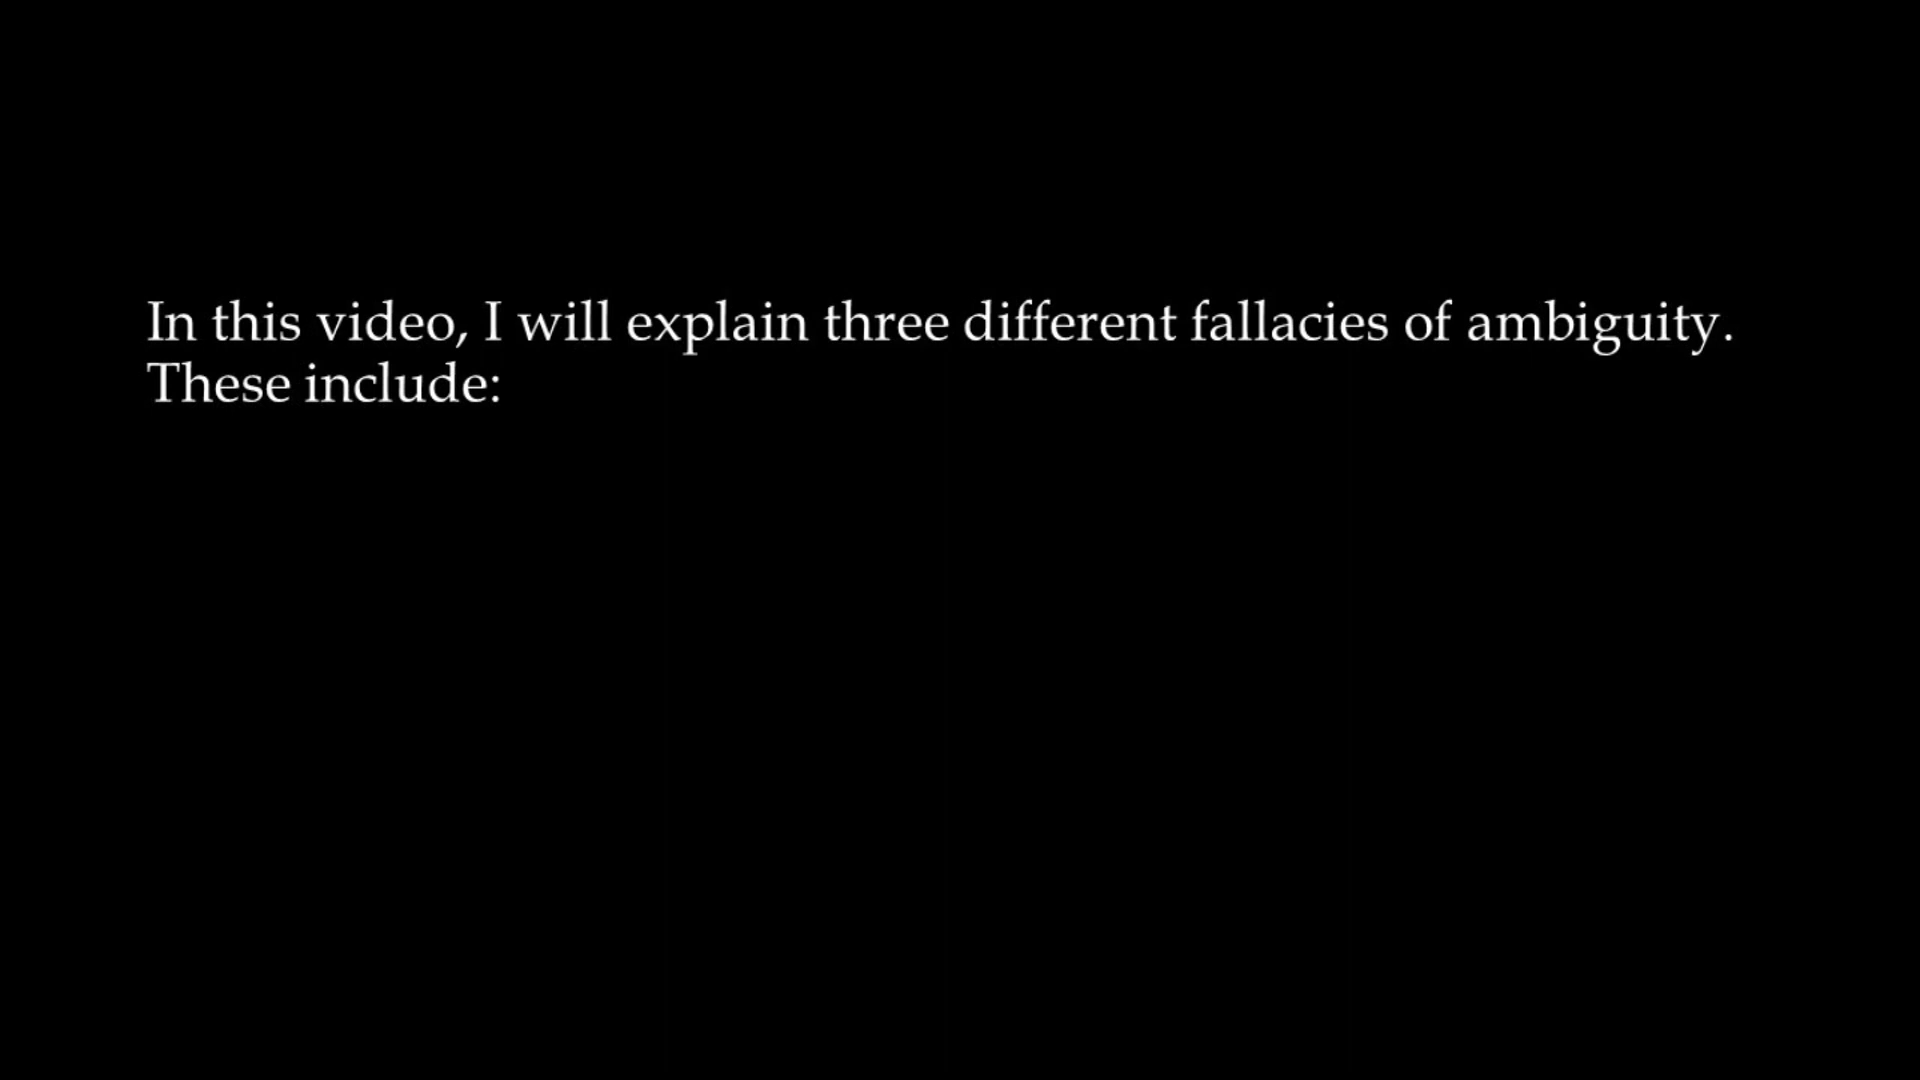 In this video, I will explain three different fallacies of ambiguity.
These include: